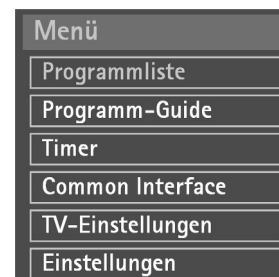 Menü
Programmliste
Programm-Guide
Timer
Common Interface
TV-Einstellungen
Einstellungen